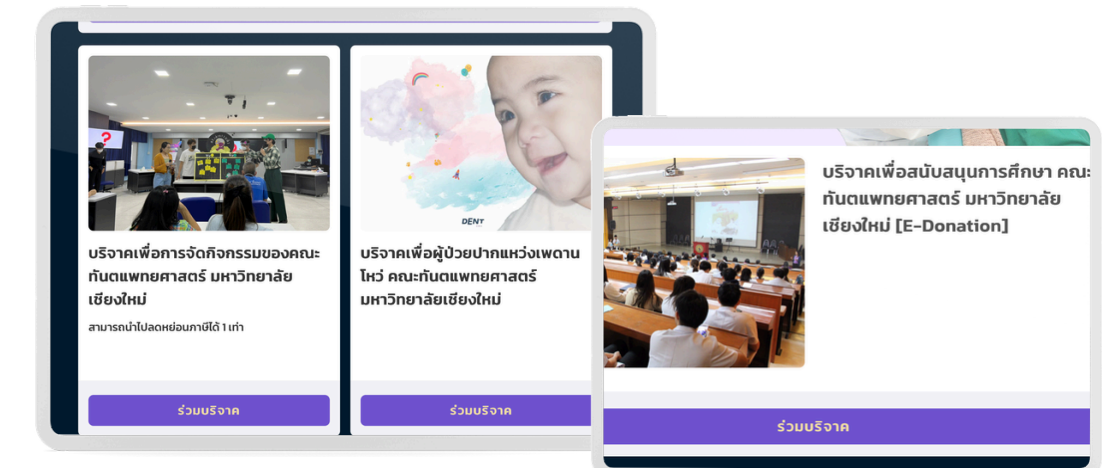 ?
DENT
บริจาคเพื่อการจัดกิจกรรมของคณะ
ทันตแพทยศาสตร์ มหาวิทยาลัย
เชียงใหม่
สามารถนำไปลดหย่อนภาษีได้ 1 เท่า
ร่วมบริจาค
บริจาคเพื่อผู้ป่วยปากแหว่งเพดาน
โหว่ คณะทันตแพทยศาสตร์
มหาวิทยาลัยเชียงใหม่
ร่วมบริจาค
บริจาคเพื่อสนับสนุนการศึกษา คณะ
ทันตแพทยศาสตร์ มหาวิทยาลัย
เชียงใหม่ [E-Donation]
ร่วมบริจาค